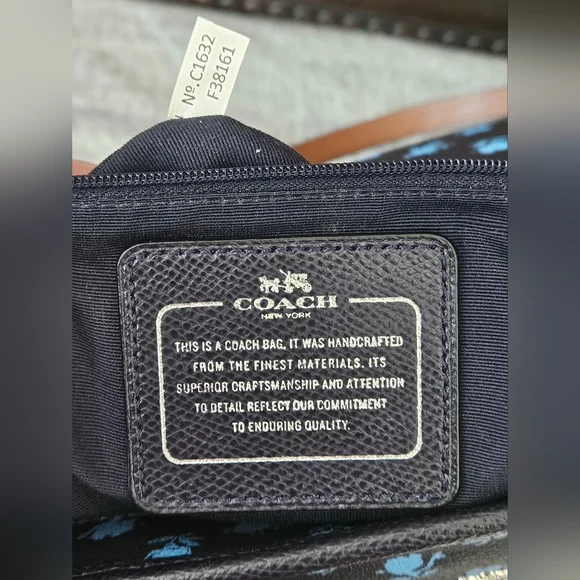 Nº. C1632
F38161
COACH
NEW YORK
THIS IS A COACH BAG. IT WAS HANDCRAFTED
FROM THE FINEST MATERIALS. ITS
SUPERIOR CRAFTSMANSHIP AND ATTENTION
TO DETAIL REFLECT OUR COMMITMENT
TO ENDURING QUALITY.